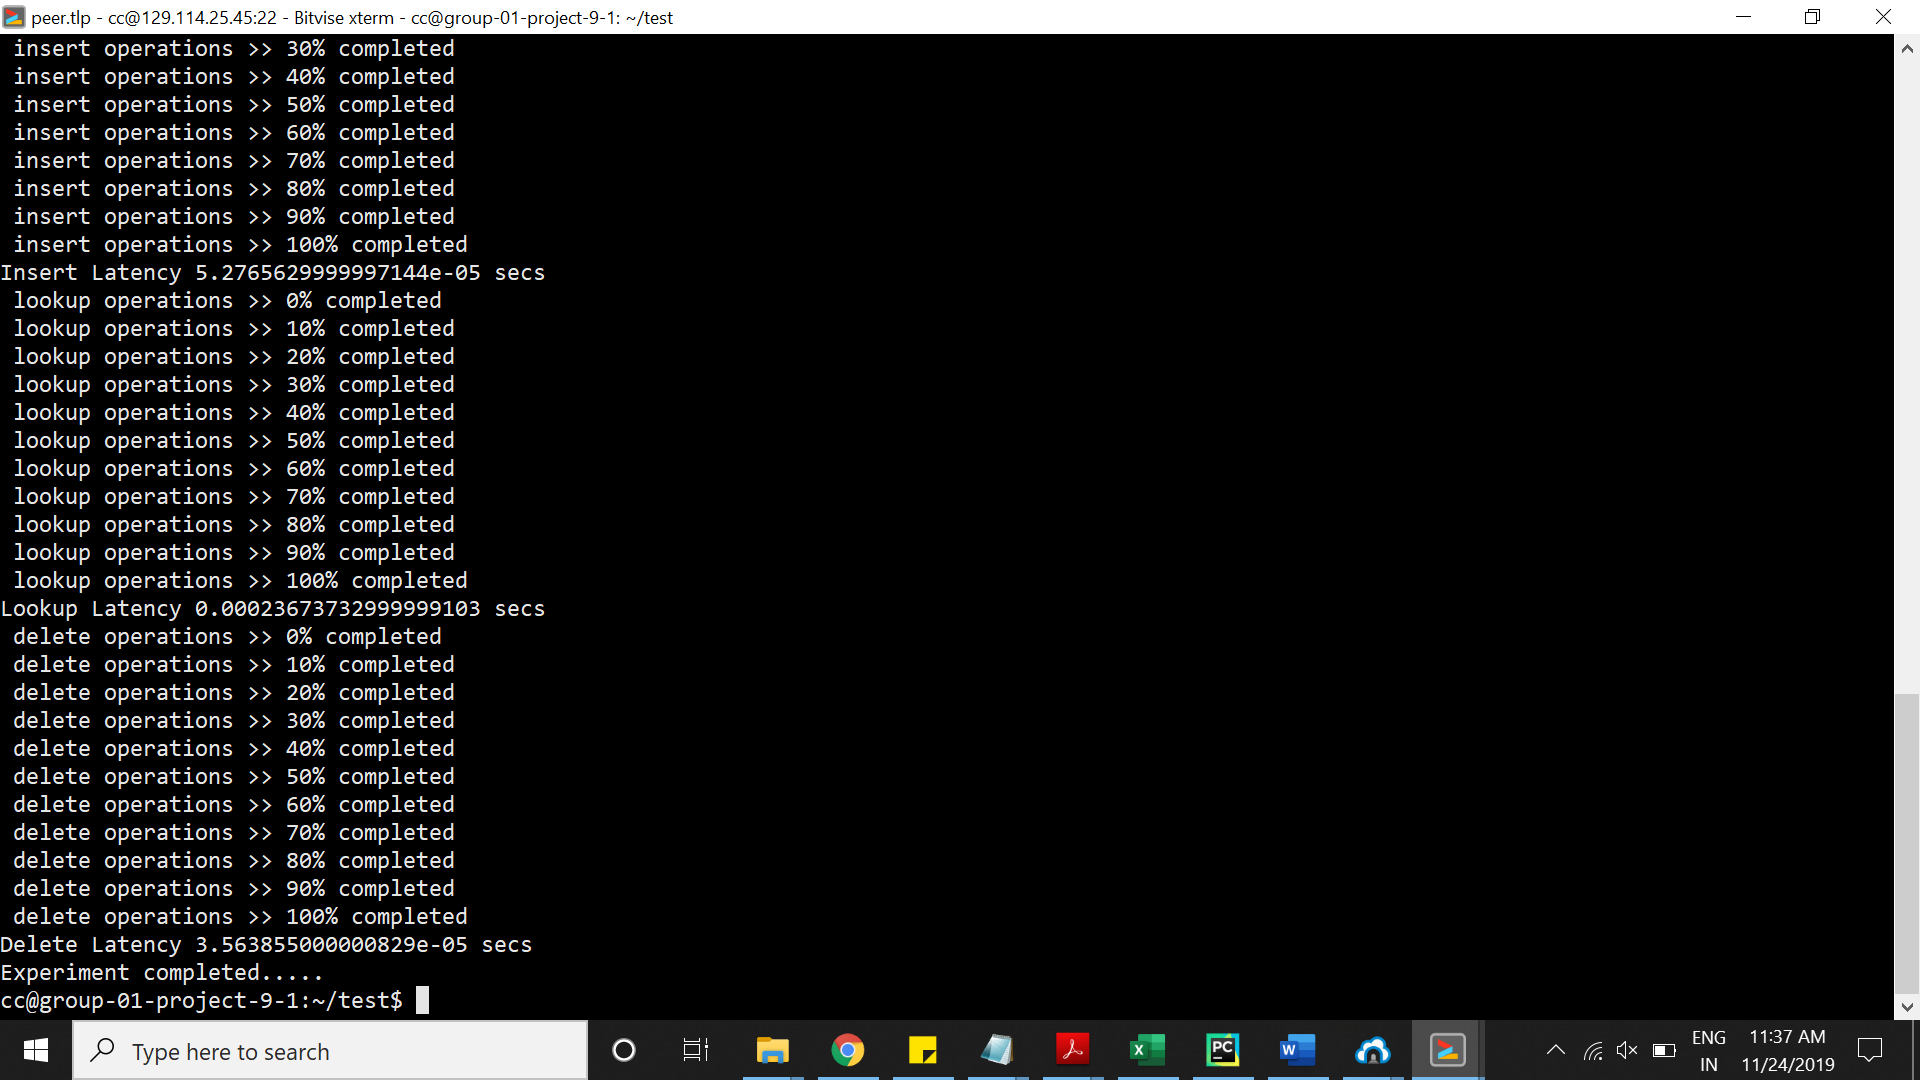 peer.tlp - cc@129.114.25.45:22 - Bitvise xterm - cc@group-01-project-9-1: ~/test
insert operations >> 30% completed
insert operations >> 40% completed
insert operations >> 50% completed
insert operations >> 60% completed
insert operations >> 70% completed
insert operations >> 80% completed
insert operations >> 90% completed
insert operations >> 100% completed
Insert Latency 5.2765629999997144e-05 secs
lookup operations >> 0% completed
lookup operations >> 10% completed
lookup operations >> 20% completed
lookup operations >> 30% completed
lookup operations >> 40% completed
lookup operations >> 50% completed
lookup operations >> 60% completed
lookup operations >> 70% completed
lookup operations >> 80% completed
lookup operations >> 90% completed
lookup operations >> 100% completed
Lookup Latency 0.00023673732999999103 secs
delete operations >> 0% completed
delete operations >> 10% completed
delete operations >> 20% completed
delete operations >> 30% completed
delete operations >> 40% completed
delete operations >> 50% completed
delete operations >> 60% completed
delete operations >> 70% completed
delete operations >> 80% completed
delete operations >> 90% completed
delete operations >> 100% completed
Delete Latency 3.563855000000829e-05 secs
Experiment completed.....
cc@group-01-project-9-1:~/test$
Type here to search
PC
W
ENG
IN
11:37 AM
11/24/2019